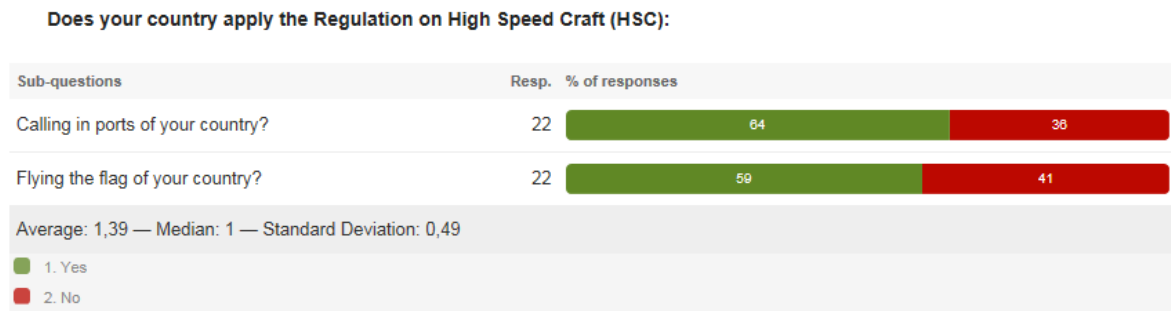 Does your country apply the Regulation on High Speed Craft (HSC):
Sub-questions Resp. % of responses
Calling in ports of your country? 22 64 36
Flying the flag of your country? 22 59 41
Average: 1,39 — Median: 1 — Standard Deviation: 0,49
1. Yes
2. No